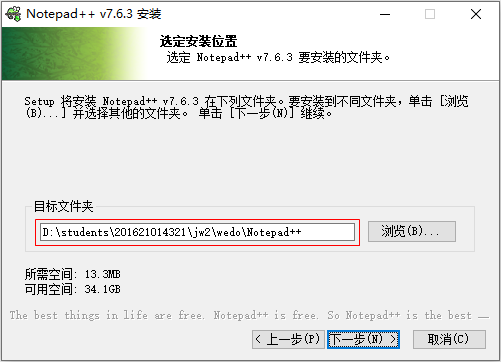 Notepad++ v7.6.3 安装
选定安装位置
选定 Notepad++ v7.6.3 要安装的文件夹。
Setup 将安装 Notepad++ v7.6.3 在下列文件夹。要安装到不同文件夹，单击 [浏览
(B)...] 并选择其他的文件夹。 单击 [下一步(N)] 继续。
目标文件夹
D:\students\201621014321\jw2\wedo\Notepad++
浏览(B)...
所需空间: 13.3MB
可用空间: 34.1GB
The best things in life are free. Notepad++ is free. So Notepad++ is the best
< 上一步(P)
下一步(N) >
取消(C)